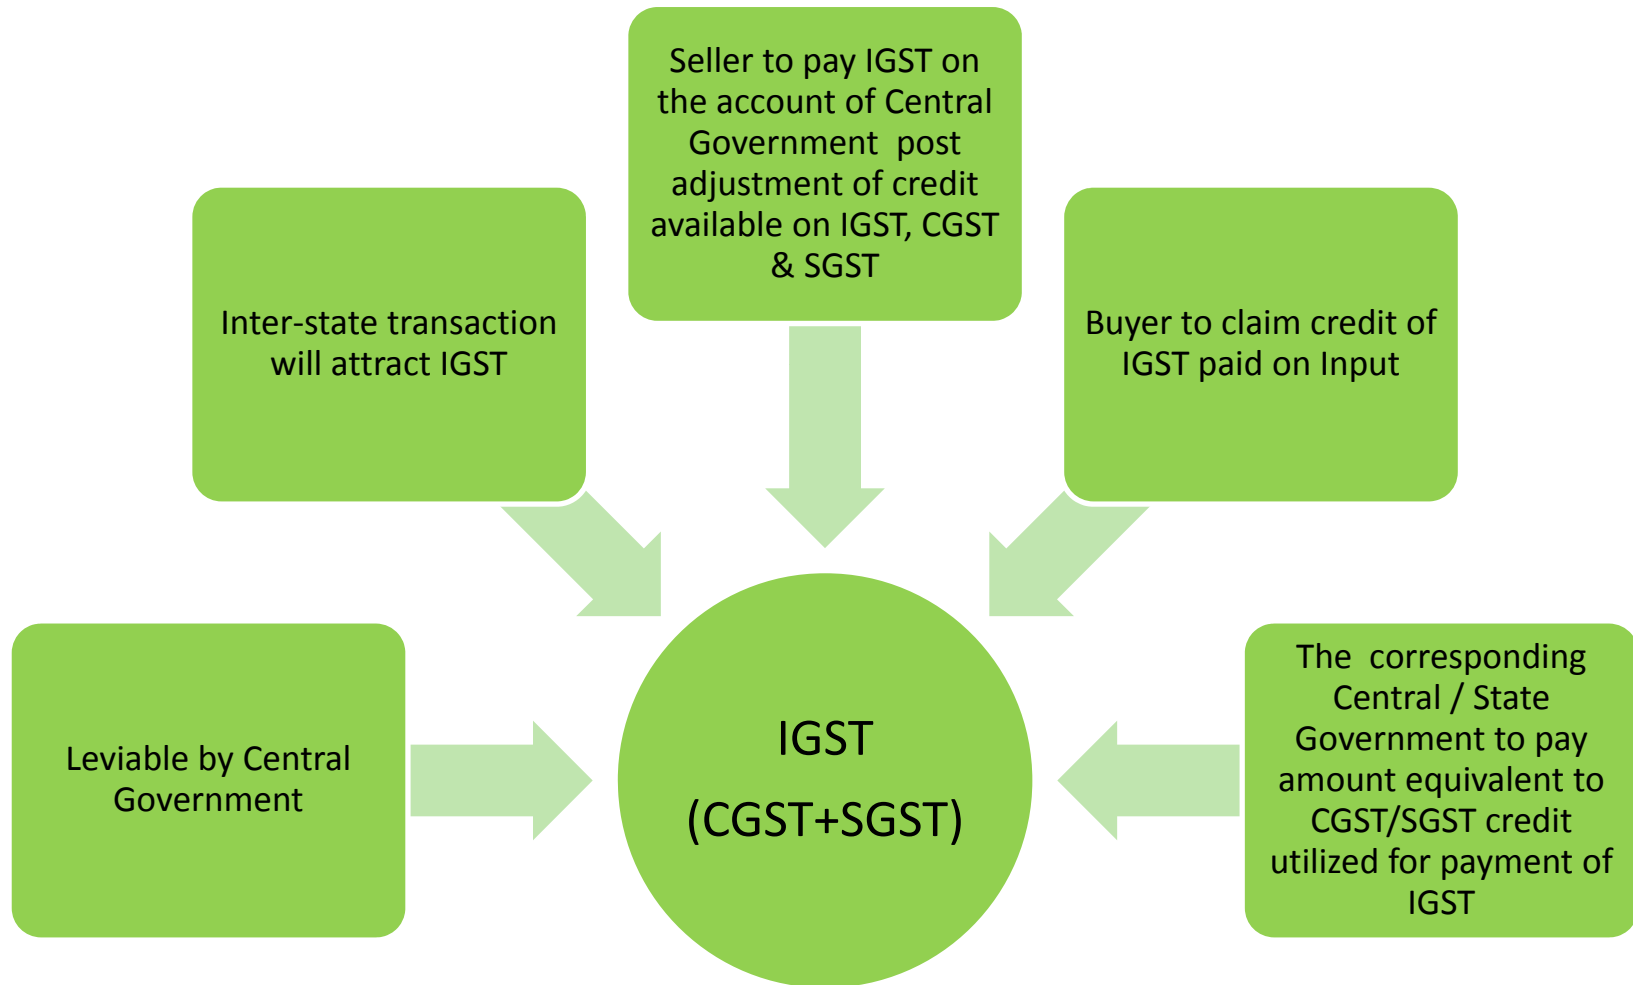 Seller to pay IGST on
the account of Central
Government post
adjustment of credit
available on IGST, CGST
& SGST
Inter-state transaction
will attract IGST
Buyer to claim credit of
IGST paid on Input
Leviable by Central
Government
IGST
(CGST+SGST)
The corresponding
Central / State
Government to pay
amount equivalent to
CGST/SGST credit
utilized for payment of
IGST